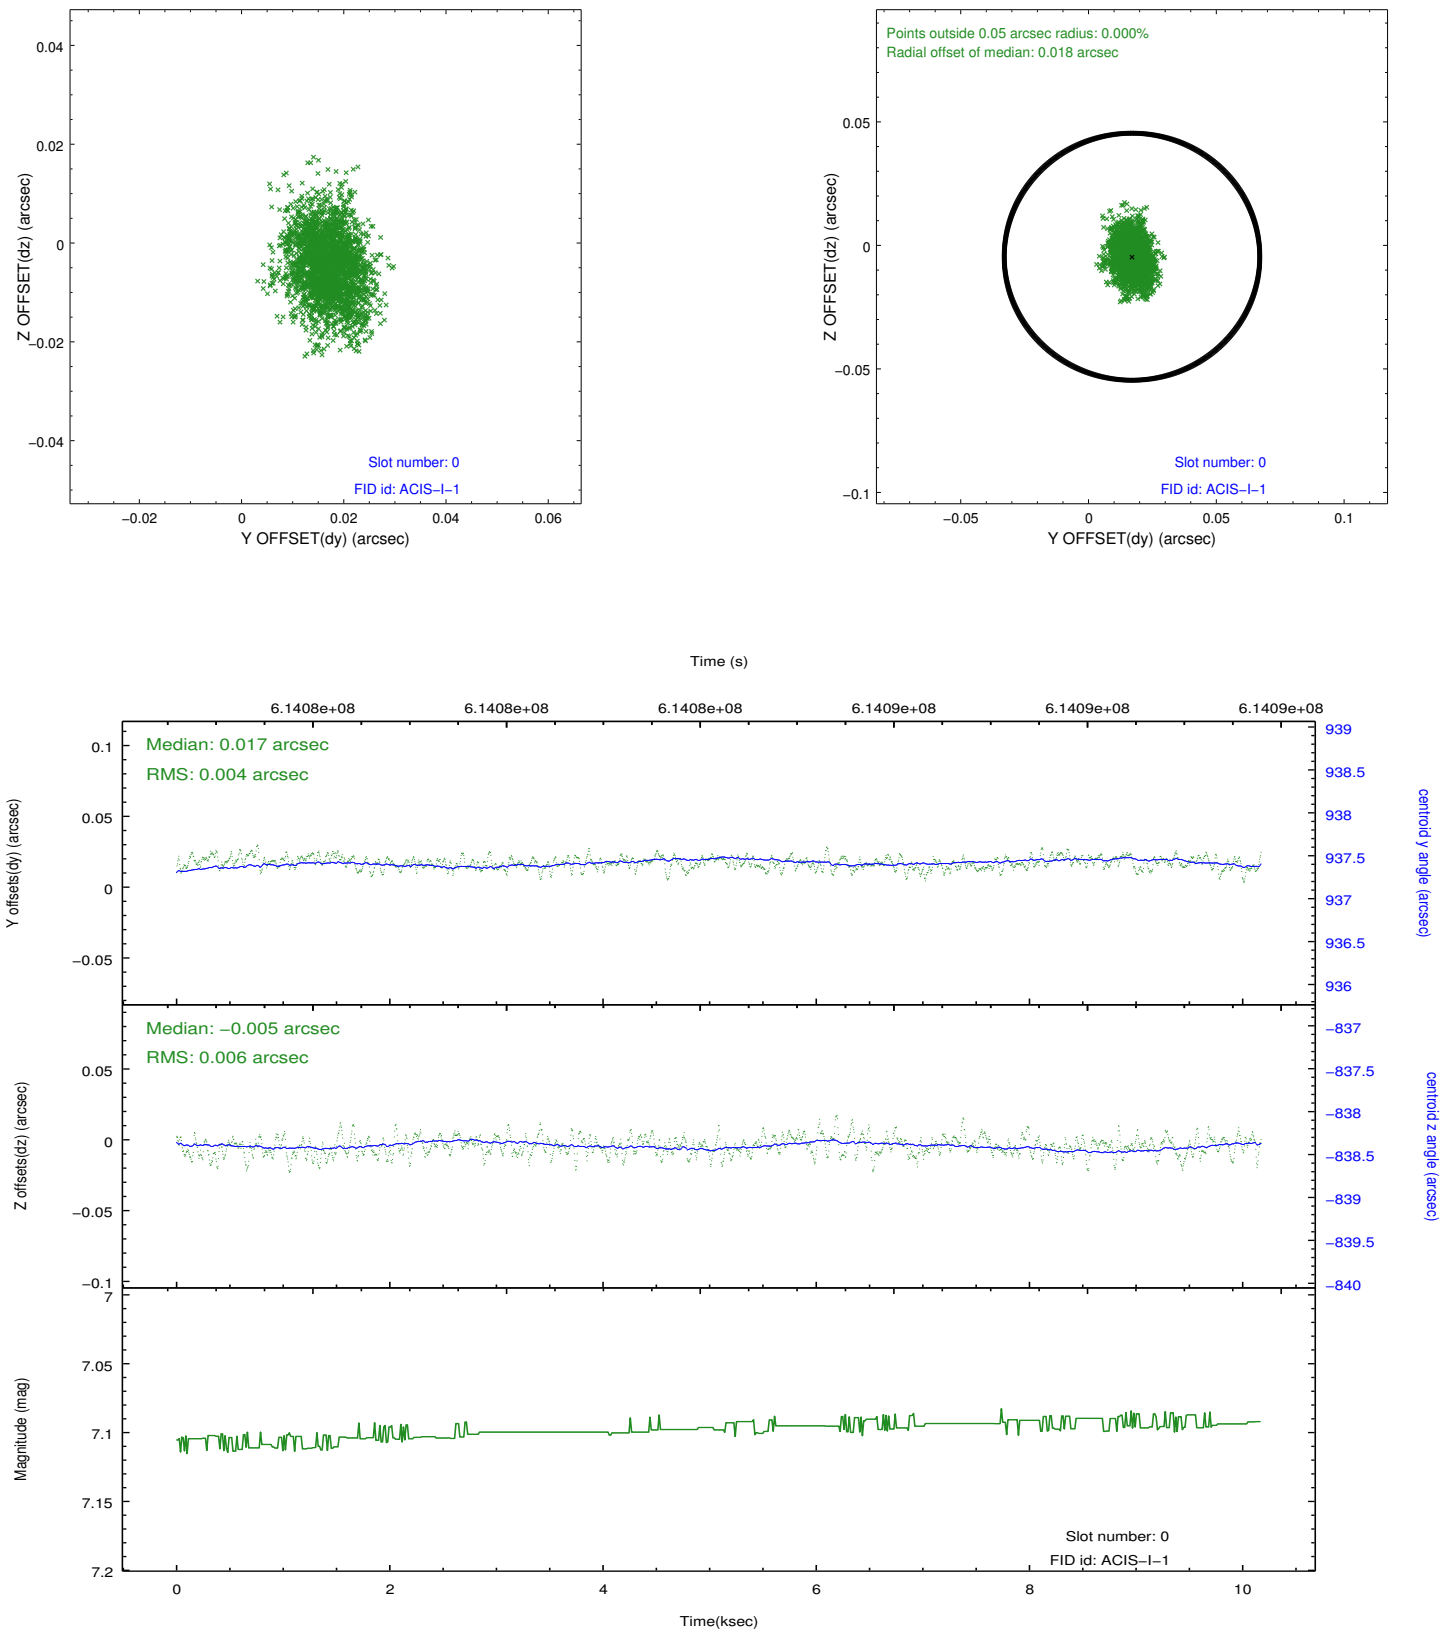 0.04
0.02
0
−0.02
−0.04
Z OFFSET(dz) (arcsec)
Slot number: 0
FID id: ACIS−I−1
−0.02
0
0.02
0.04
0.06
Y OFFSET(dy) (arcsec)
Points outside 0.05 arcsec radius: 0.000%
Radial offset of median: 0.018 arcsec
0.05
0
−0.05
−0.1
Z OFFSET(dz) (arcsec)
Slot number: 0
FID id: ACIS−I−1
−0.05
0
0.05
0.1
Y OFFSET(dy) (arcsec)
Time (s)
6.1408e+08
6.1408e+08
6.1408e+08
6.1409e+08
6.1409e+08
6.1409e+08
Median: 0.017 arcsec
RMS: 0.004 arcsec
0.1
0.05
0
−0.05
Y offsets(dy) (arcsec)
939
938.5
938
937.5
937
936.5
936
centroid y angle (arcsec)
Median: −0.005 arcsec
RMS: 0.006 arcsec
0.05
0
−0.05
−0.1
Z offsets(dz) (arcsec)
−837
−837.5
−838
−838.5
−839
−839.5
−840
centroid z angle (arcsec)
7
7.05
7.1
7.15
7.2
Magnitude (mag)
Slot number: 0
FID id: ACIS−I−1
0
2
4
6
8
10
Time(ksec)